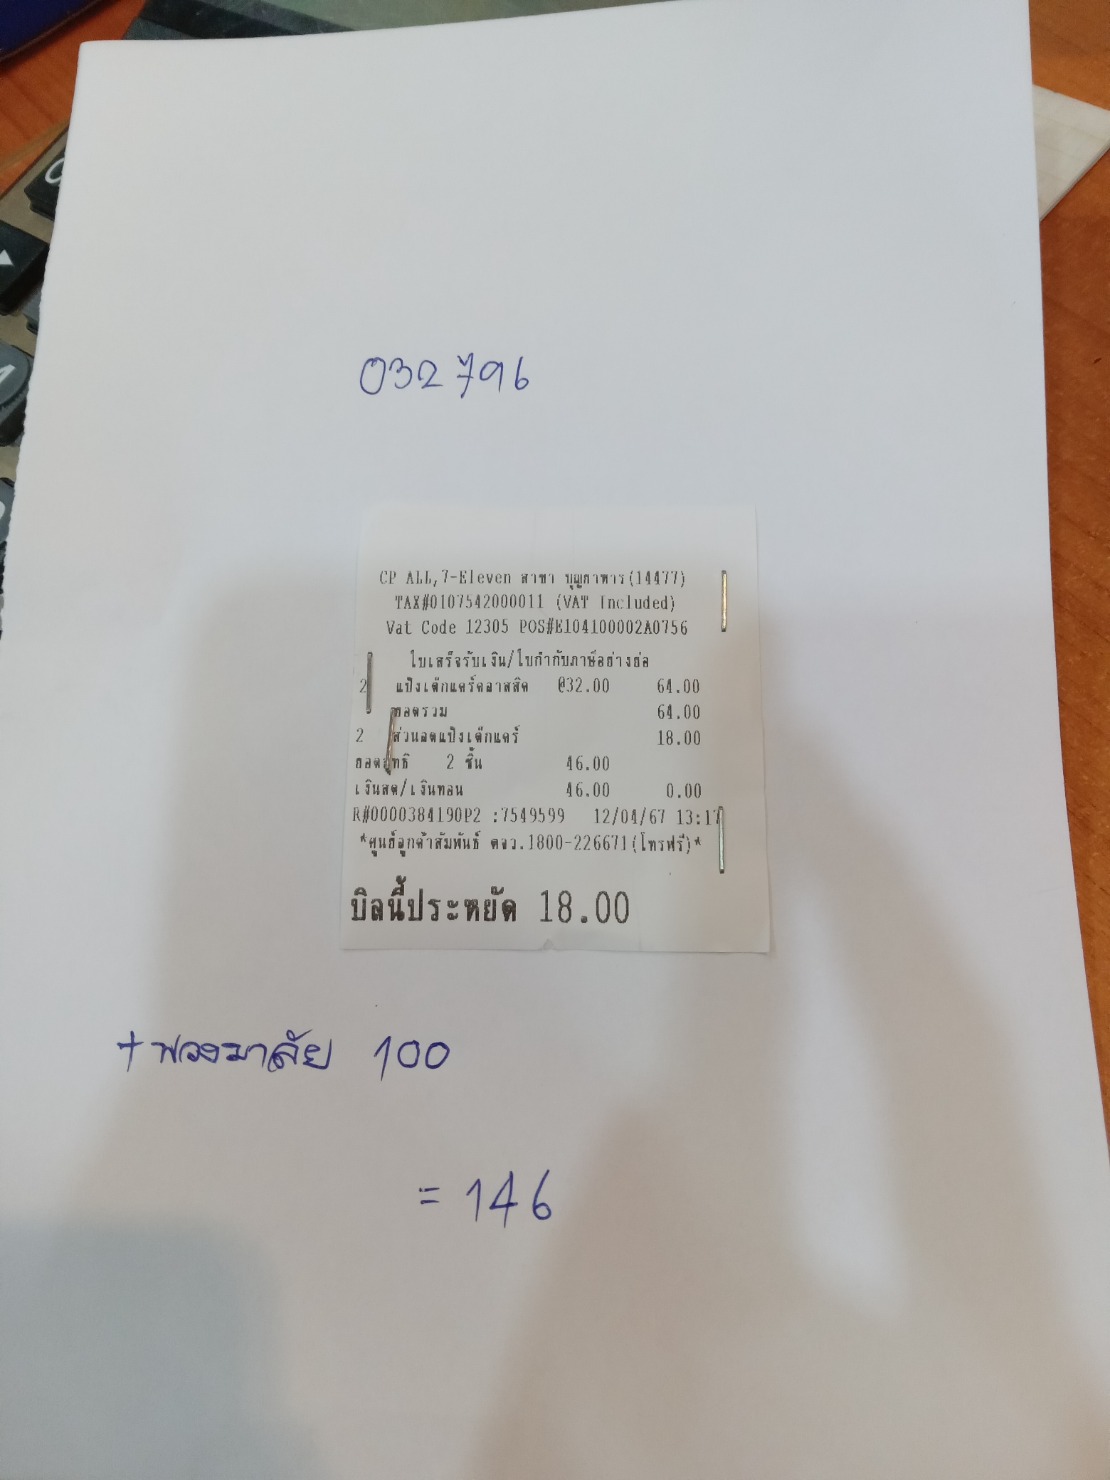 032796
CP ALL,7-Eleven สาขา บุญถาหาร(14477)
TAX#0107542000011 (VAT Included)
Vat Code 12305 POS#E104100002A0756
ใบเสร็จรับเงิน/ใบกำกับภาษีอย่างย่อ
2 แป้งเด็กแคร์คลาสสิค @32.00 64.00
ยอดรวม 64.00
2 ส่วนลดแป้งเด็กแคร์ 18.00
ยอดสุทธิ 2 ชิ้น 46.00
เงินสด/เงินทอน 46.00 0.00
R#0000384190P2 :7549599 12/04/67 13:17
*ศูนย์ลูกค้าสัมพันธ์ ตจว.1800-226671(โทรฟรี)*
บิลนี้ประหยัด 18.00
+ พวงมาลัย 100
= 146